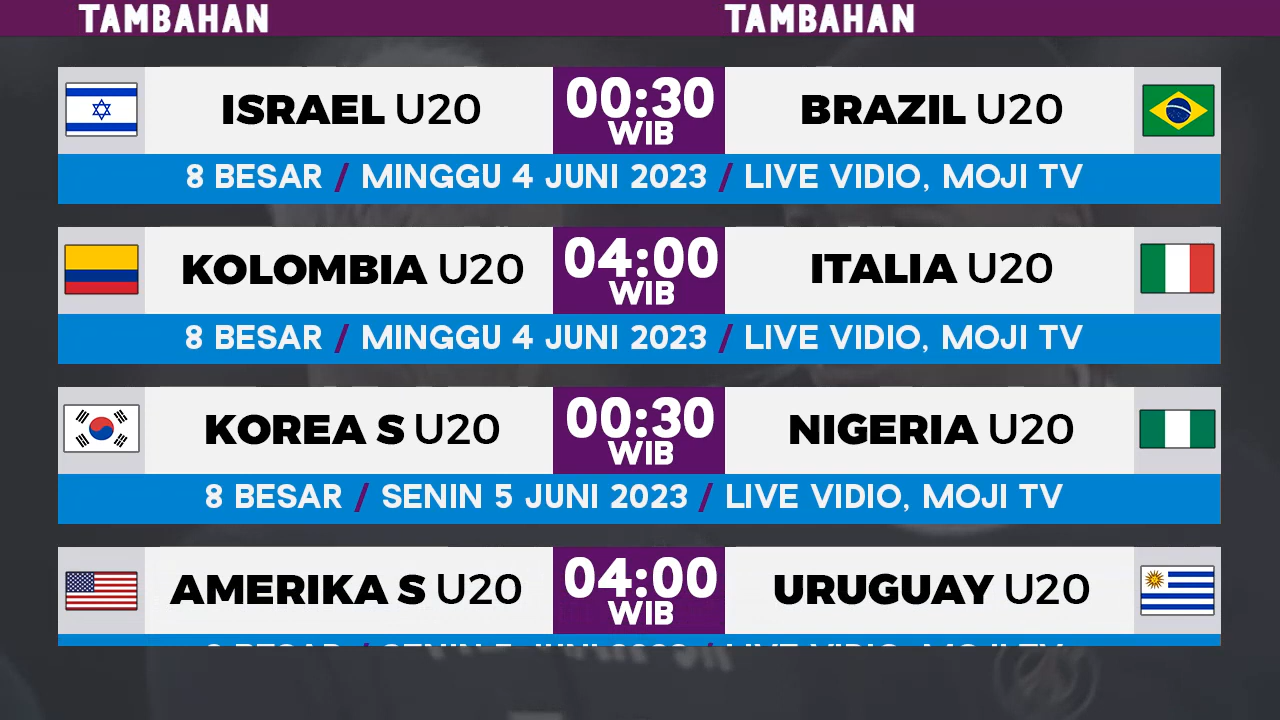 TAMBAHAN TAMBAHAN
ISRAEL U20 00:30 WIB BRAZIL U20
8 BESAR / MINGGU 4 JUNI 2023 / LIVE VIDIO, MOJI TV
KOLOMBIA U20 04:00 WIB ITALIA U20
8 BESAR / MINGGU 4 JUNI 2023 / LIVE VIDIO, MOJI TV
KOREA S U20 00:30 WIB NIGERIA U20
8 BESAR / SENIN 5 JUNI 2023 / LIVE VIDIO, MOJI TV
AMERIKA S U20 04:00 WIB URUGUAY U20